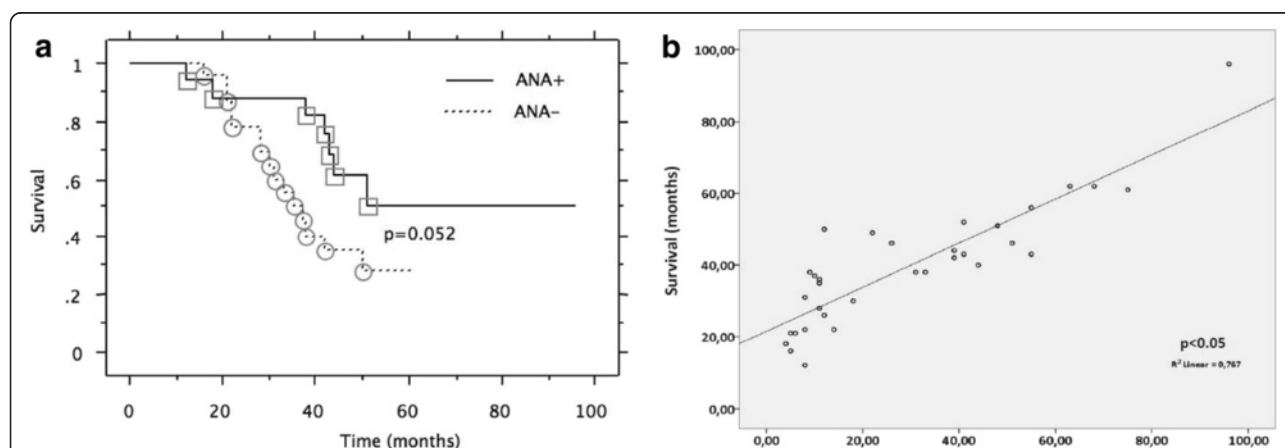 a
1
.8
.6
.4
.2
0
Survival
ANA+
ANA−
p=0.052
0 20 40 60 80 100
Time (months)
b
100,00
80,00
60,00
40,00
20,00
,00
Survival (months)
p<0.05
R² Linear = 0,767
0,00 20,00 40,00 60,00 80,00 100,00